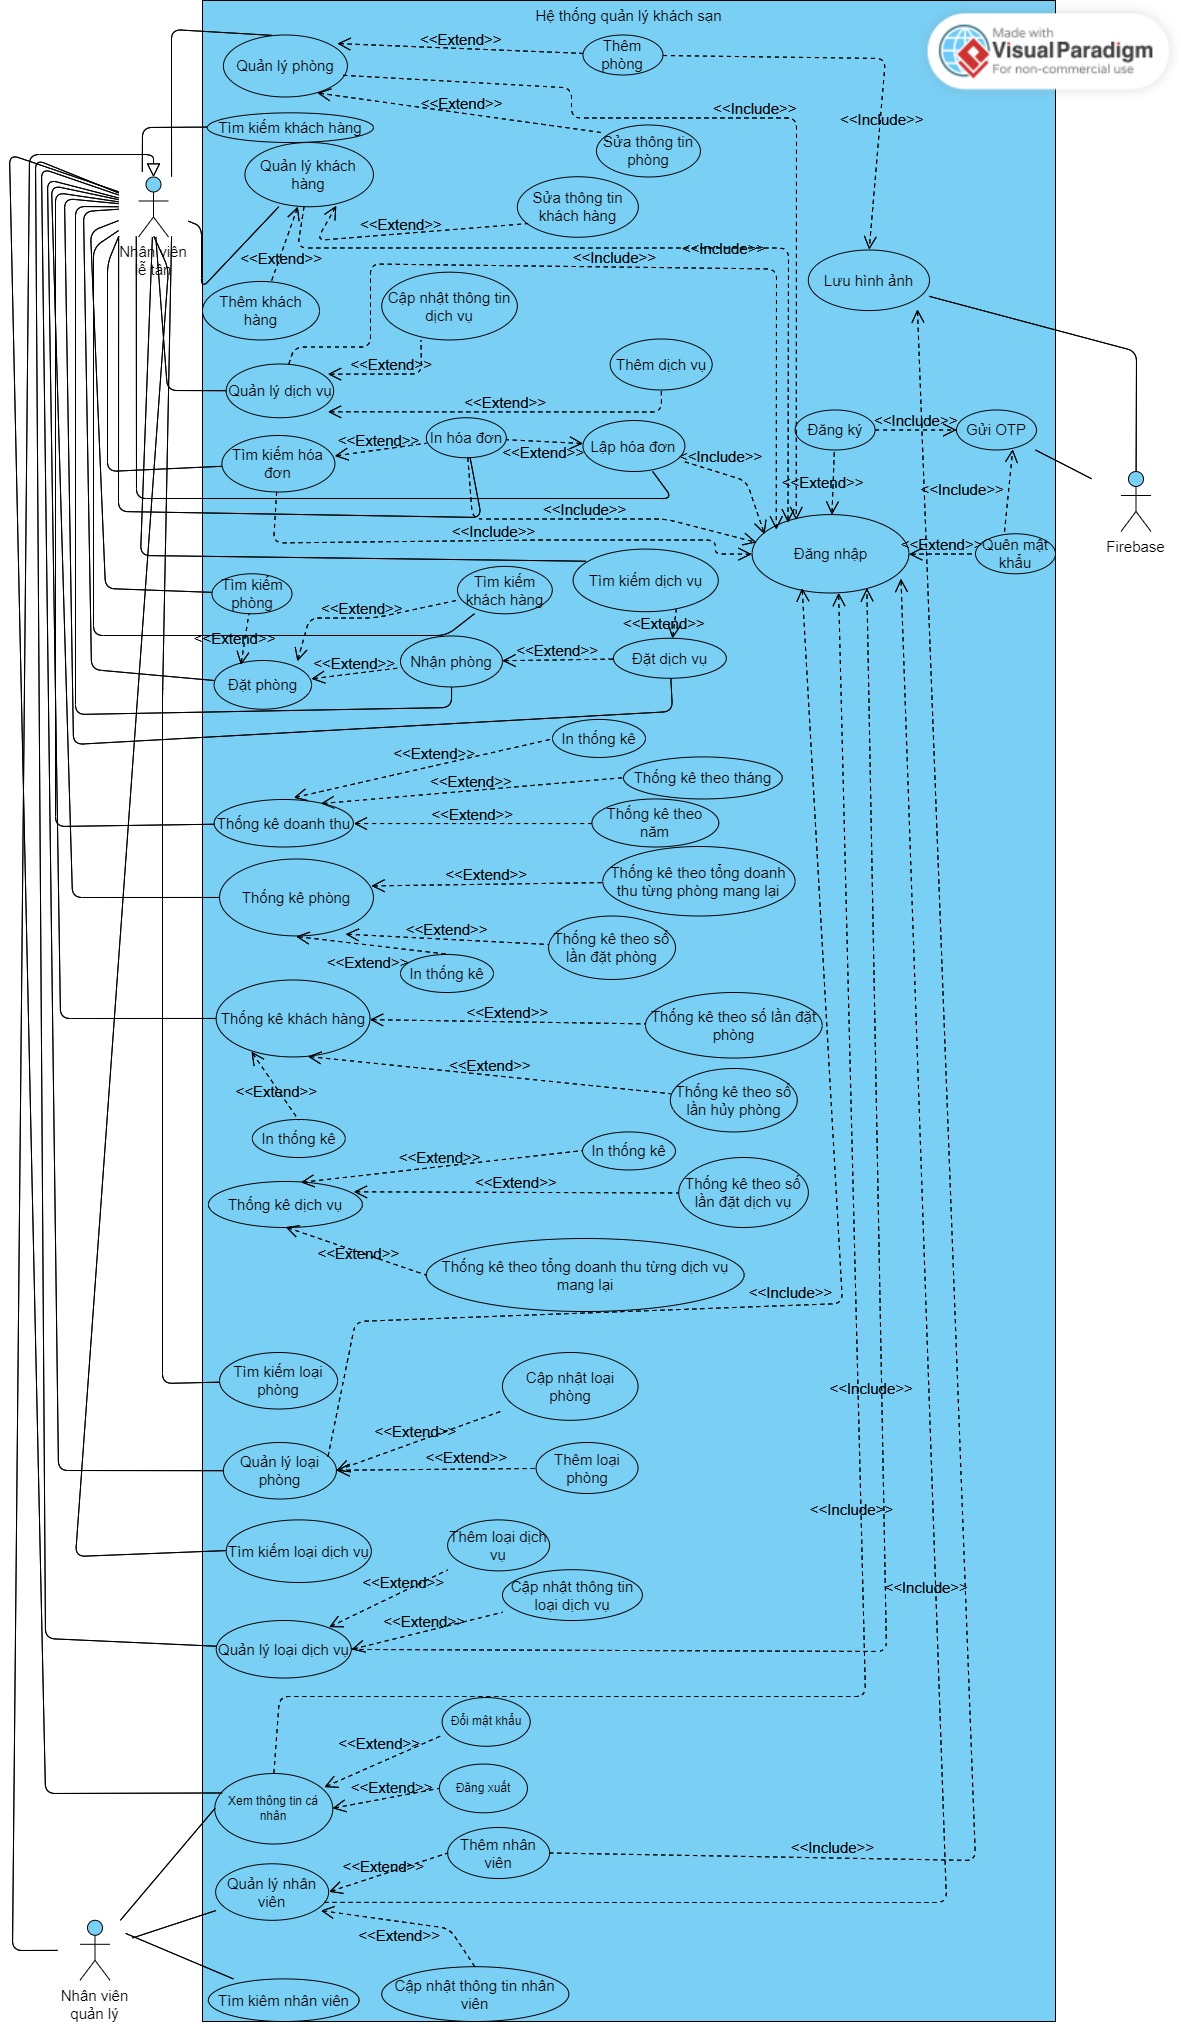 Hệ thống quản lý khách sạn
Made with
Visual Paradigm
For non-commercial use
<<Extend>>
Thêm
phòng
Quản lý phòng
<<Extend>>
<<Include>>
<<Include>>
Tìm kiếm khách hàng
Sửa thông tin
phòng
Quản lý khách
hàng
Sửa thông tin
khách hàng
<<Extend>>
Nhân viên
lễ tân
<<Extend>>
<<Include>>
<<Include>>
Lưu hình ảnh
Thêm khách
hàng
Cập nhật thông tin
dịch vụ
<<Extend>>
Thêm dịch vụ
Quản lý dịch vụ
<<Extend>>
In hóa đơn
<<Extend>>
Lập hóa đơn
<<Extend>>
<<Include>>
Đăng ký
<<Include>>
Gửi OTP
Tìm kiếm hóa
đơn
<<Extend>>
<<Include>>
<<Include>>
<<Include>>
Đăng nhập
<<Extend>>
Quên mật
khẩu
Firebase
Tìm kiếm
phòng
Tìm kiếm
khách hàng
Tìm kiếm dịch vụ
<<Extend>>
<<Extend>>
<<Extend>>
Đặt phòng
<<Extend>>
Nhận phòng
<<Extend>>
Đặt dịch vụ
In thống kê
<<Extend>>
<<Extend>>
Thống kê theo tháng
Thống kê doanh thu
<<Extend>>
Thống kê theo
năm
Thống kê phòng
<<Extend>>
Thống kê theo tổng doanh
thu từng phòng mang lại
<<Extend>>
Thống kê theo số
lần đặt phòng
<<Extend>>
In thống kê
Thống kê khách hàng
<<Extend>>
Thống kê theo số lần đặt
phòng
<<Extend>>
Thống kê theo số
lần hủy phòng
<<Extend>>
In thống kê
<<Extend>>
In thống kê
Thống kê dịch vụ
<<Extend>>
Thống kê theo số
lần đặt dịch vụ
<<Extend>>
Thống kê theo tổng doanh thu từng dịch vụ
mang lại
<<Include>>
Tìm kiếm loại
phòng
Cập nhật loại
phòng
<<Include>>
<<Extend>>
Quản lý loại
phòng
<<Extend>>
Thêm loại
phòng
<<Include>>
Tìm kiếm loại dịch vụ
Thêm loại dịch
vụ
<<Extend>>
Cập nhật thông tin
loại dịch vụ
<<Include>>
<<Extend>>
Quản lý loại dịch vụ
Đổi mật khẩu
<<Extend>>
Xem thông tin cá
nhân
<<Extend>>
Đăng xuất
Thêm nhân
viên
<<Include>>
<<Extend>>
Quản lý nhân
viên
<<Extend>>
Nhân viên
quản lý
Tìm kiêm nhân viên
Cập nhật thông tin nhân
viên